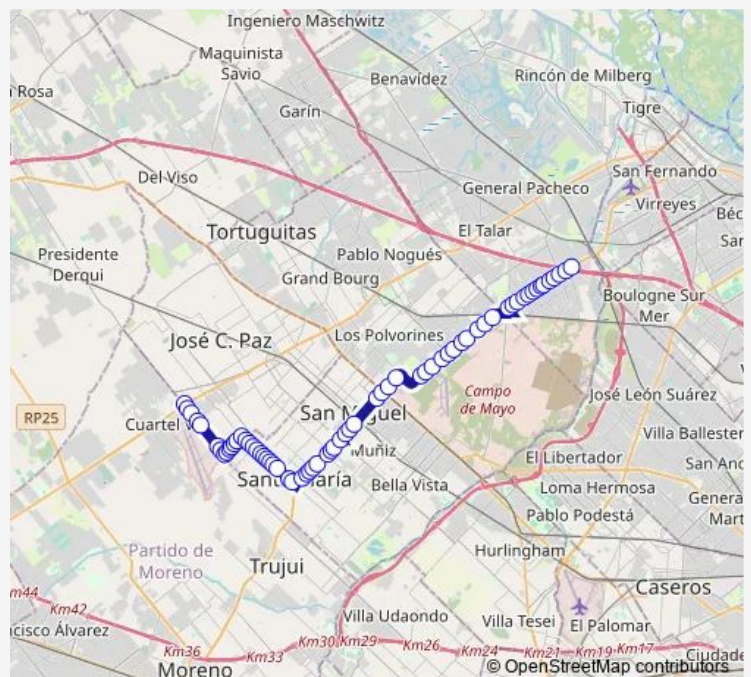 Ingeniero Maschwitz
Maquinista
Savio
Benavídez
Rincón de Milberg
Rosa
Garín
Tigre
Del Viso
San Fernando
General Pacheco
Virreyes
Tortuguitas
El Talar
Presidente
Derqui
Pablo Nogués
Grand Bourg
Boulogne Sur
Mer
José C. Paz
Los Polvorines
Campo
de Mayo
José León Suárez
RP25
Cuartel
San Miguel
Muñiz
Villa Ballester
El Libertador
Santa María
Bella Vista
Loma Hermosa
Pablo Podestá
Partido de
Moreno
Hurlingham
Trujui
Caseros
Km42
Villa Udaondo
Villa Tesei
El Palomar
Km36
Km33
Km30
Km29
Km26
Km24
Km21
Km19
Km17
Moreno
© OpenStreetMap contributors